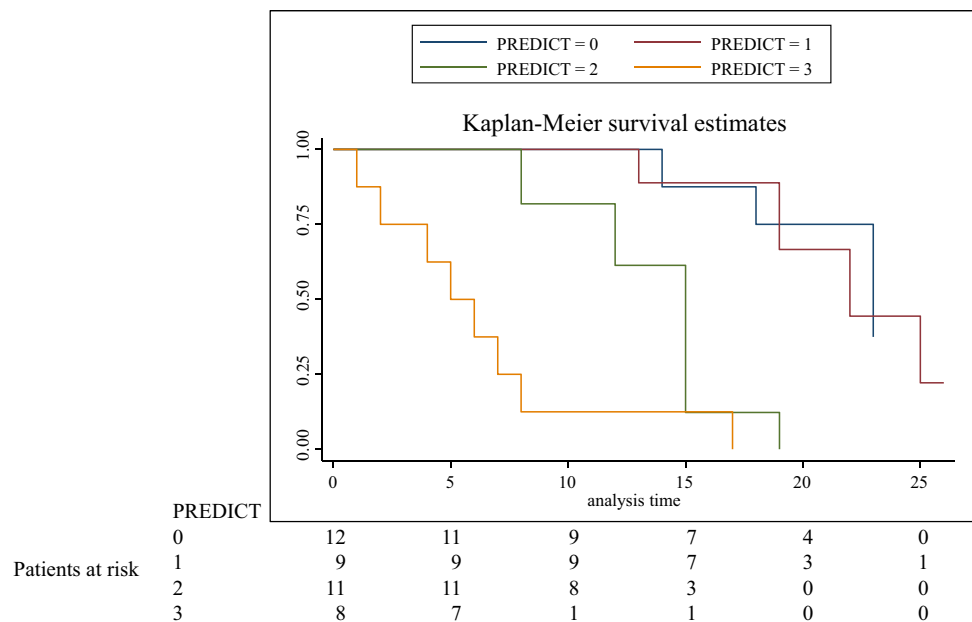 PREDICT = 0 PREDICT = 1
PREDICT = 2 PREDICT = 3
Kaplan-Meier survival estimates
1.00
0.75
0.50
0.25
0.00
0 5 10 15 20 25
analysis time
PREDICT
0 12 11 9 7 4 0
1 9 9 9 7 3 1
Patients at risk
2 11 11 8 3 0 0
3 8 7 1 1 0 0